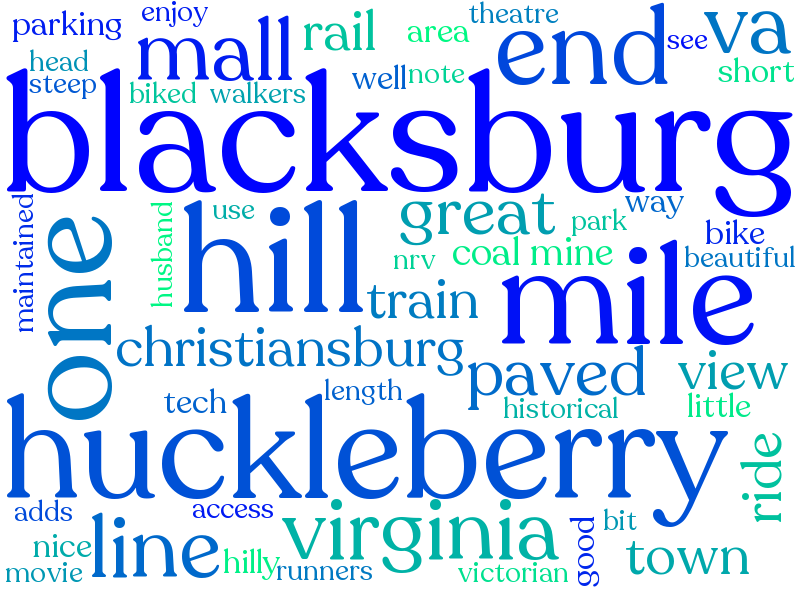 parking
enjoy
mall
rail
area
theatre
end
see
va
head
steep
biked
walkers
well
note
short
blacksburg
maintained
one
husband
use
hill
great
park
way
bike
nrv
coal mine
beautiful
train
mile
christiansburg
paved
view
tech
length
historical
little
huckleberry
ride
adds
access
line
virginia
good
bit
town
nice
movie
hilly
runners
victorian